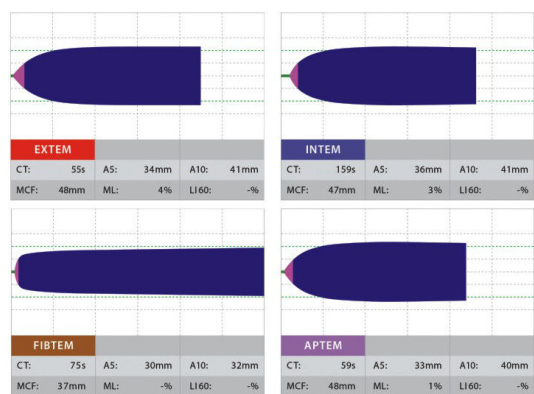 EXTEM
CT: 55s A5: 34mm A10: 41mm
MCF: 48mm ML: 4% LI60: -%
INTEM
CT: 159s A5: 36mm A10: 41mm
MCF: 47mm ML: 3% LI60: -%
FIBTEM
CT: 75s A5: 30mm A10: 32mm
MCF: 37mm ML: -% LI60: -%
APTEM
CT: 59s A5: 33mm A10: 40mm
MCF: 48mm ML: 1% LI60: -%